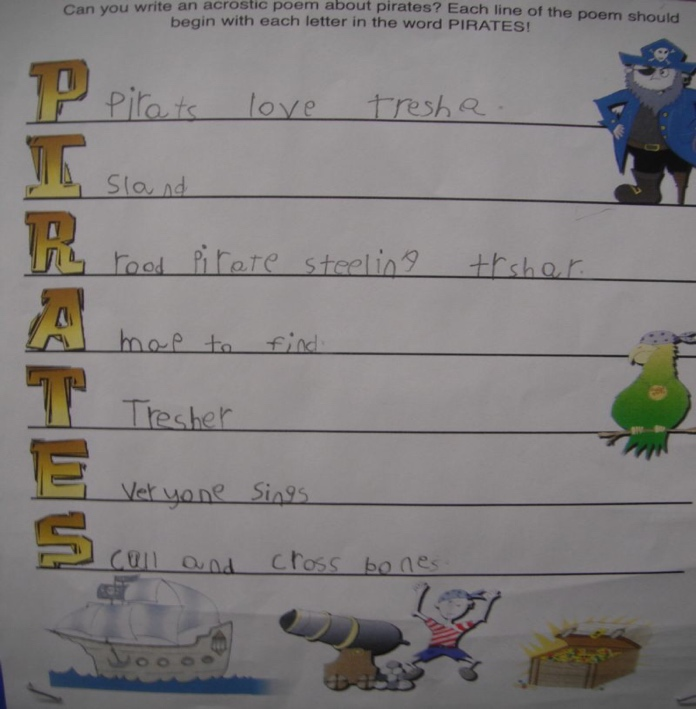 Can you write an acrostic poem about pirates? Each line of the poem should
begin with each letter in the word PIRATES!
P Pirats love tresha.
I sland
R rood Pirate steeling trshar.
A map to find.
T Tresher
E veryone sings
S cull and cross bones.